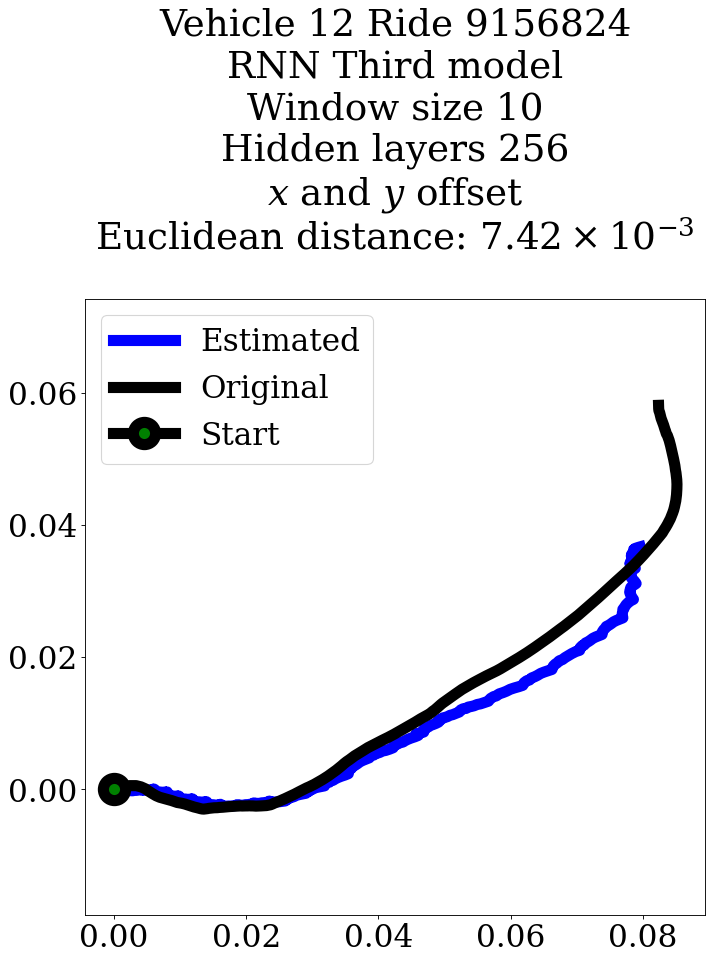 Vehicle 12 Ride 9156824
RNN Third model
Window size 10
Hidden layers 256
x and y offset
Euclidean distance: 7.42 × 10⁻³
Estimated
Original
Start
0.06
0.04
0.02
0.00
0.00 0.02 0.04 0.06 0.08